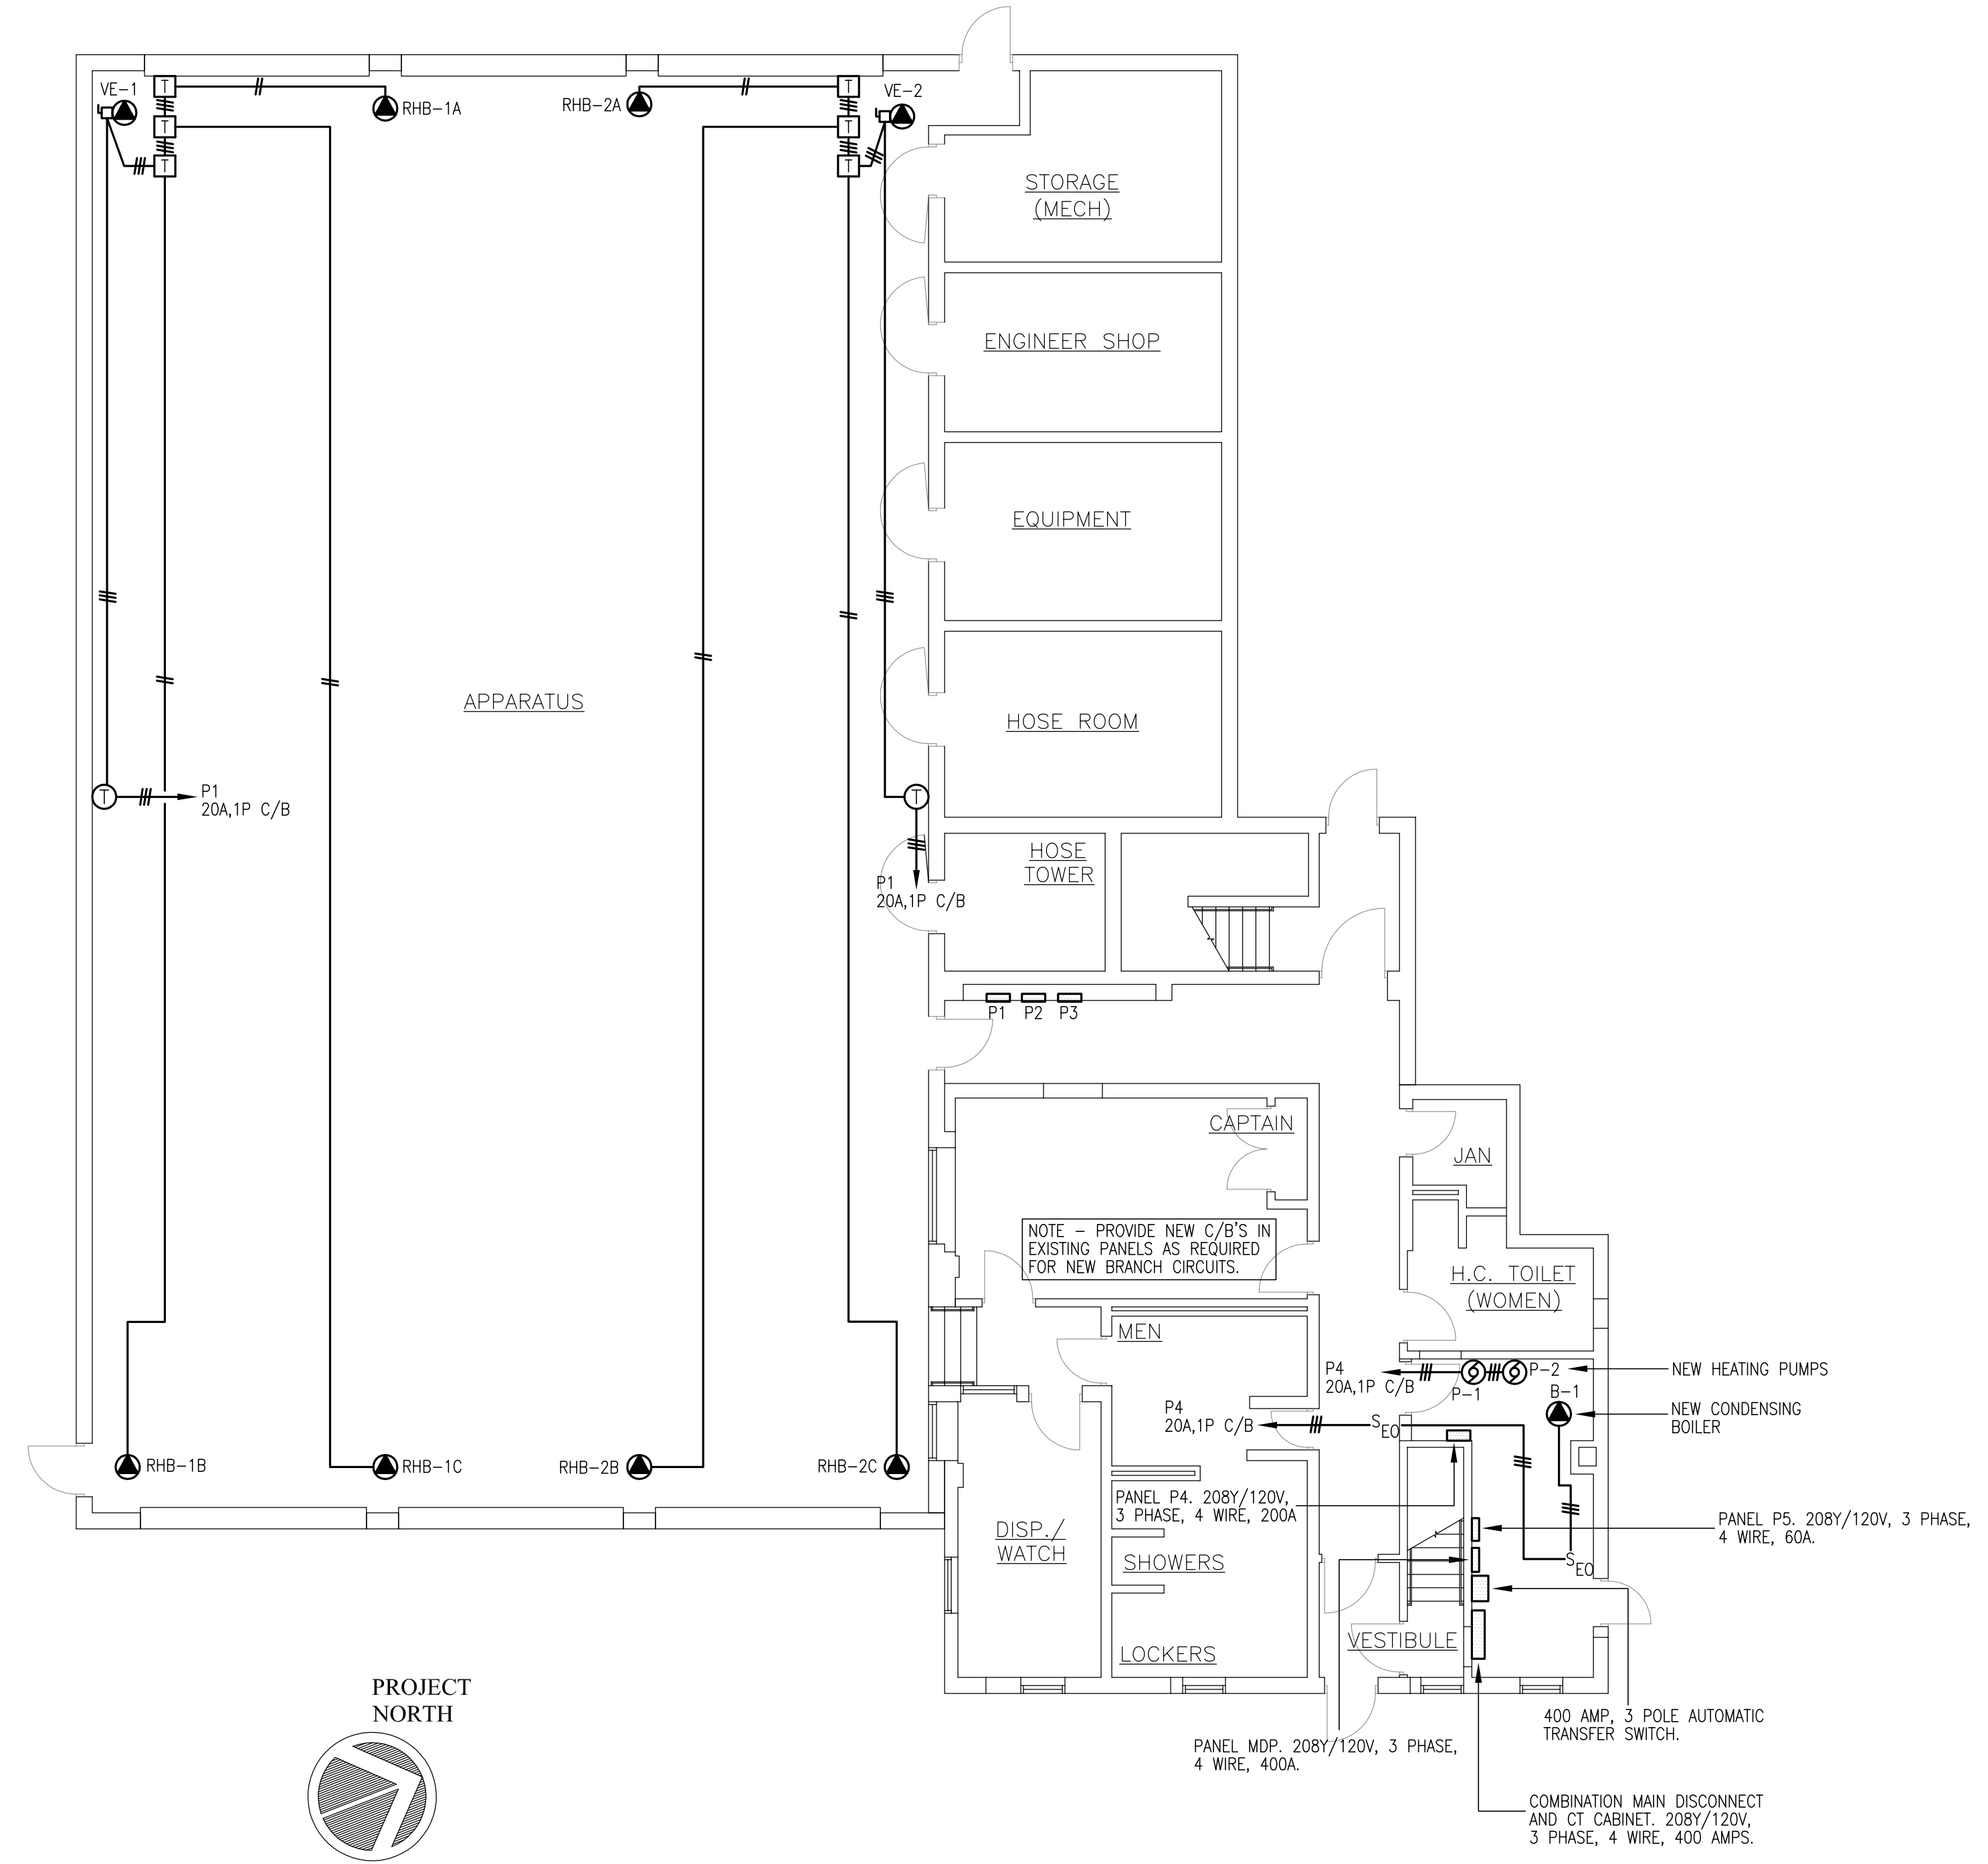 VE-1
T
T
T
RHB-1A
RHB-2A
T
T
T
VE-2
STORAGE
(MECH)
ENGINEER SHOP
EQUIPMENT
APPARATUS
HOSE ROOM
T
P1
20A,1P C/B
T
P1
20A,1P C/B
HOSE
TOWER
P1
P2
P3
CAPTAIN
JAN
NOTE - PROVIDE NEW C/B'S IN
EXISTING PANELS AS REQUIRED
FOR NEW BRANCH CIRCUITS.
H.C. TOILET
(WOMEN)
MEN
P4
20A,1P C/B
P-1
P-2
NEW HEATING PUMPS
B-1
NEW CONDENSING
BOILER
P4
20A,1P C/B
SEO
RHB-1B
RHB-1C
RHB-2B
RHB-2C
PANEL P4. 208Y/120V,
3 PHASE, 4 WIRE, 200A
PANEL P5. 208Y/120V, 3 PHASE,
4 WIRE, 60A.
DISP./
WATCH
SHOWERS
SEO
LOCKERS
VESTIBULE
PROJECT
NORTH
400 AMP, 3 POLE AUTOMATIC
TRANSFER SWITCH.
PANEL MDP. 208Y/120V, 3 PHASE,
4 WIRE, 400A.
COMBINATION MAIN DISCONNECT
AND CT CABINET. 208Y/120V,
3 PHASE, 4 WIRE, 400 AMPS.